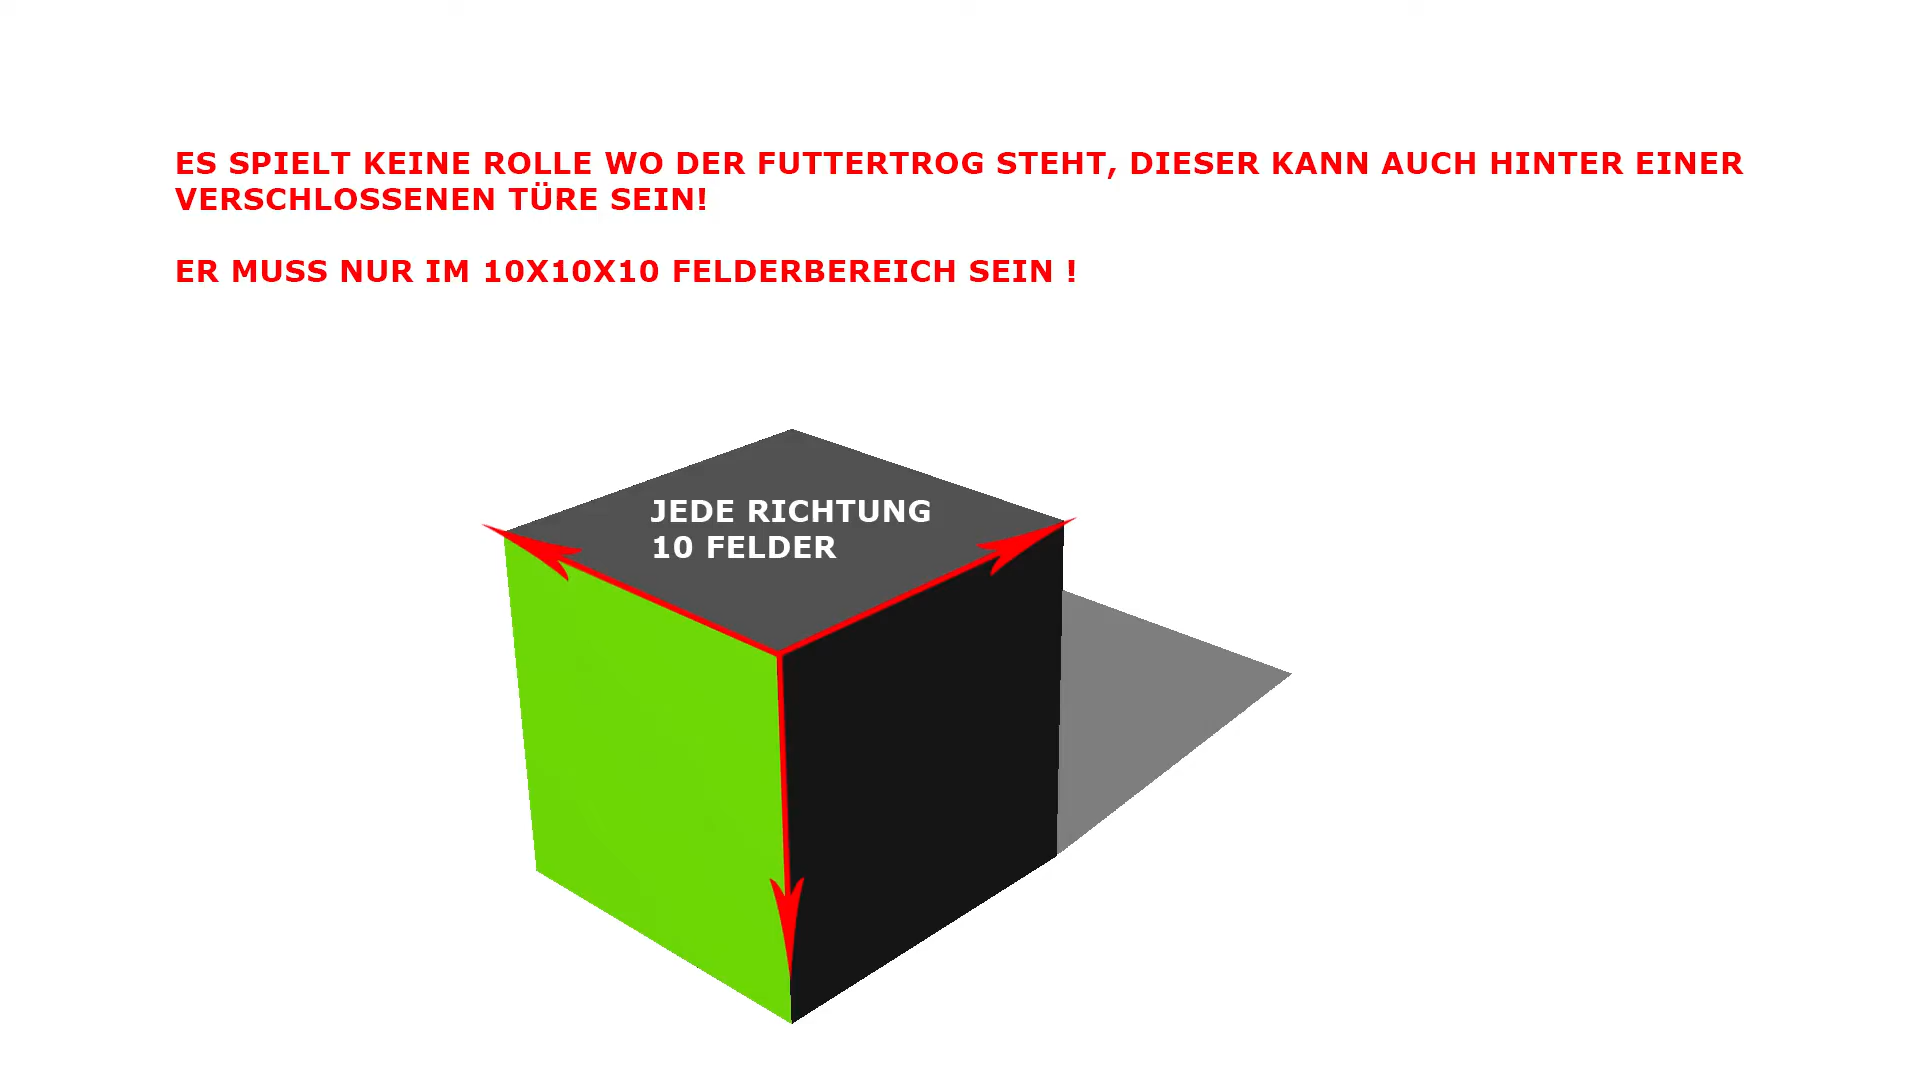 ES SPIELT KEINE ROLLE WO DER FUTTERTROG STEHT, DIESER KANN AUCH HINTER EINER
VERSCHLOSSENEN TÜRE SEIN!
ER MUSS NUR IM 10X10X10 FELDERBEREICH SEIN !
JEDE RICHTUNG
10 FELDER